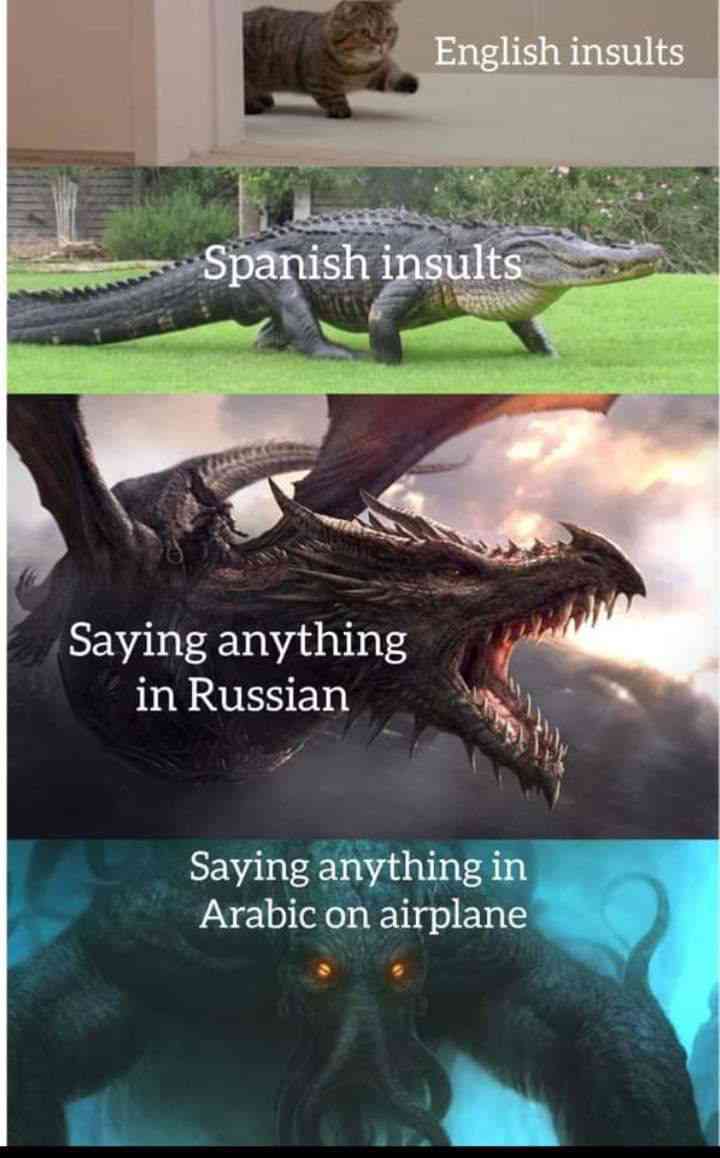 English insults
Spanish insults
Saying anything
in Russian
Saying anything in
Arabic on airplane